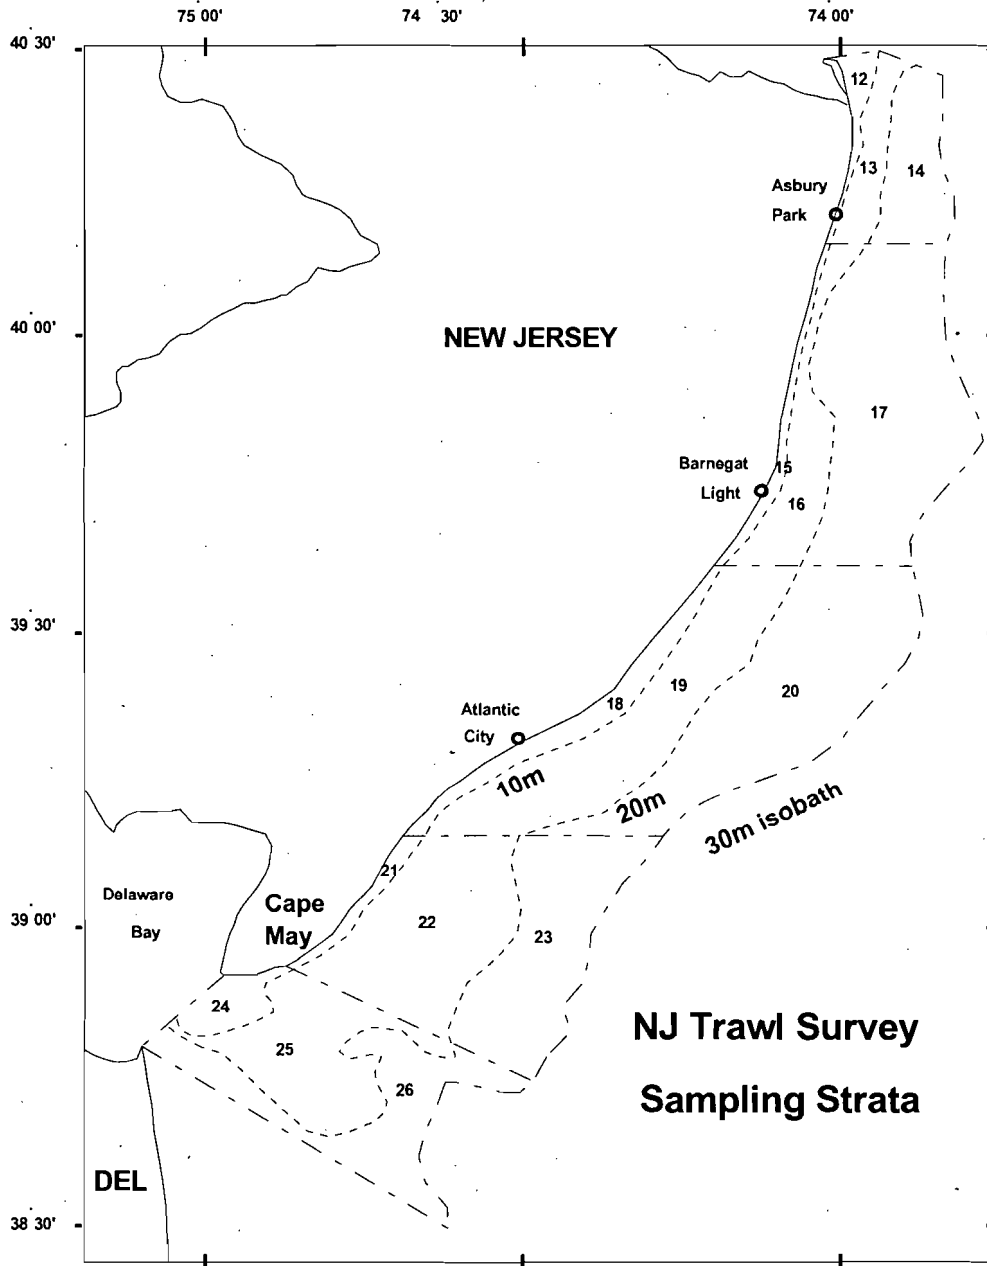 75 00' 74 30' 74 00'
40 30'
12
13
14
Asbury
Park
40 00'
NEW JERSEY
17
Barnegat
Light
15
16
39 30'
19
20
18
Atlantic
City
10m
20m
30m isobath
21
Delaware
Bay
Cape
May
39 00'
22
23
24
25
26
NJ Trawl Survey
Sampling Strata
DEL
38 30'